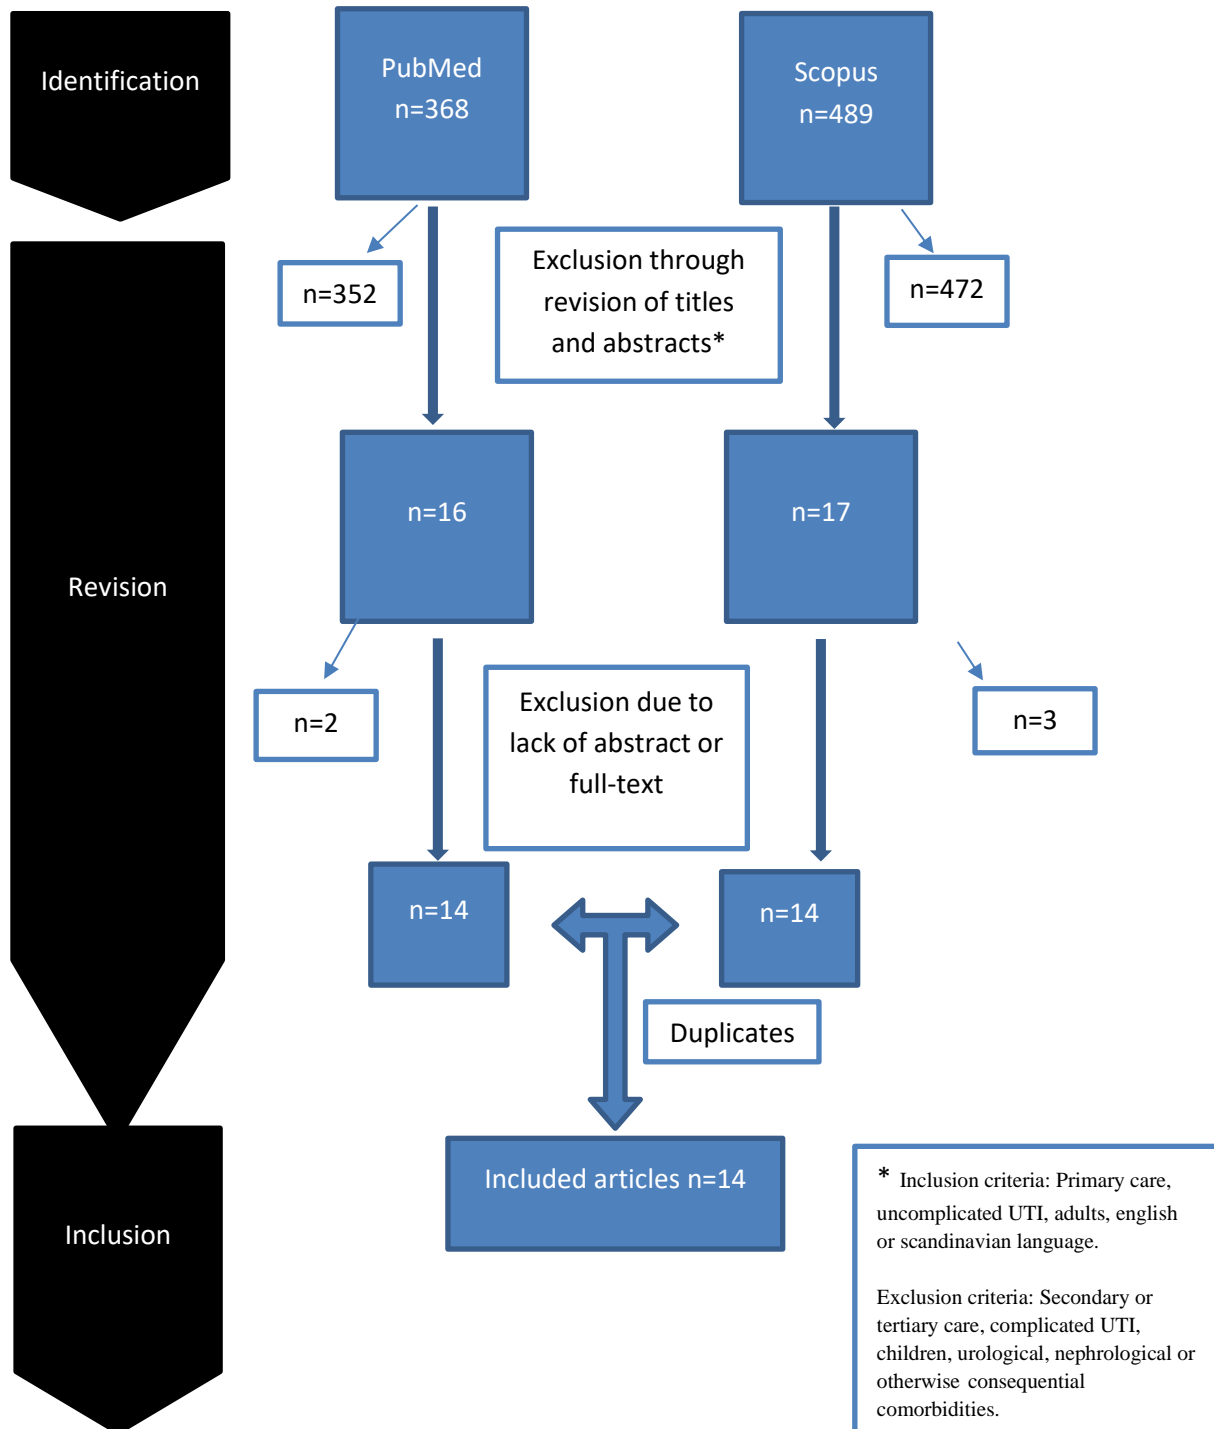 Identification
PubMed
n=368
Scopus
n=489
n=352
Exclusion through
revision of titles
and abstracts*
n=472
n=16
n=17
Revision
n=2
Exclusion due to
lack of abstract or
full-text
n=3
n=14
n=14
Duplicates
Included articles n=14
Inclusion
* Inclusion criteria: Primary care,
uncomplicated UTI, adults, english
or scandinavian language.
Exclusion criteria: Secondary or
tertiary care, complicated UTI,
children, urological, nephrological or
otherwise consequential
comorbidities.